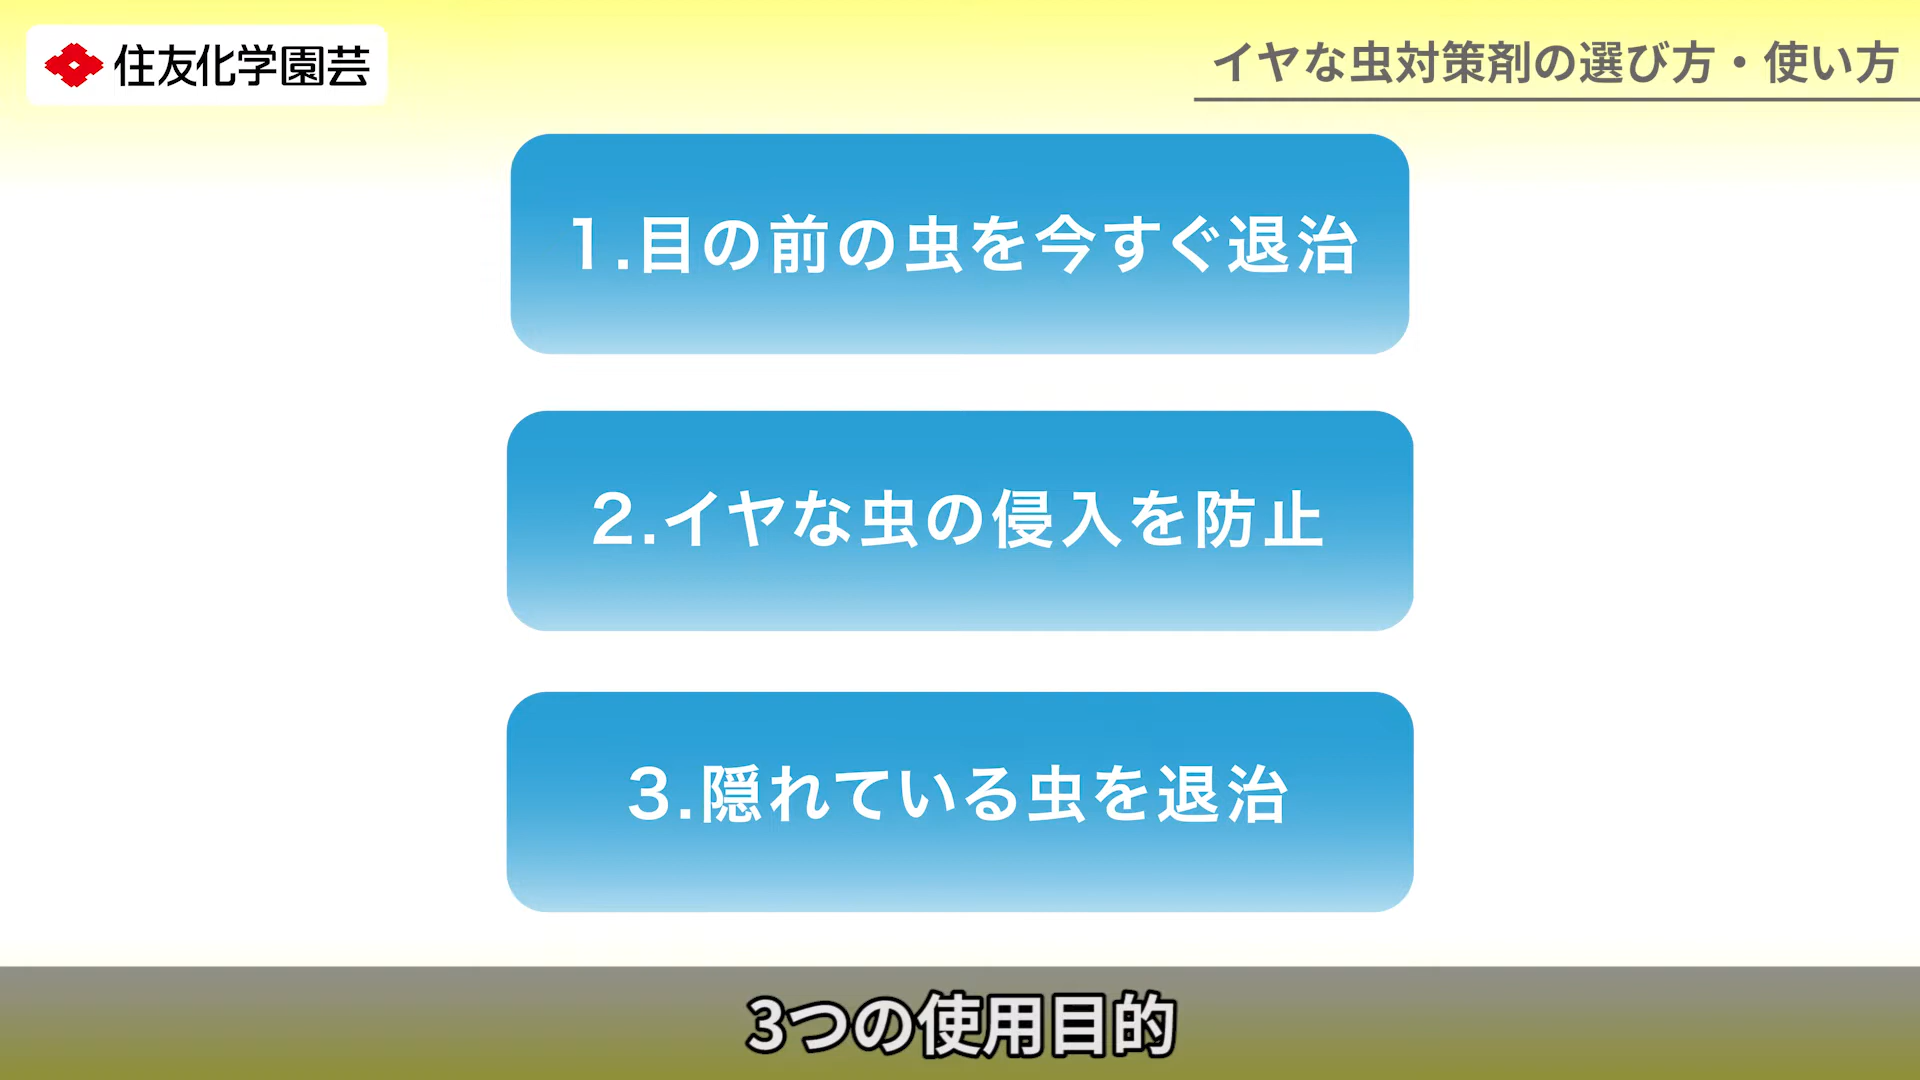 住友化学園芸
イヤな虫対策剤の選び方・使い方
1.目の前の虫を今すぐ退治
2.イヤな虫の侵入を防止
3.隠れている虫を退治
3つの使用目的